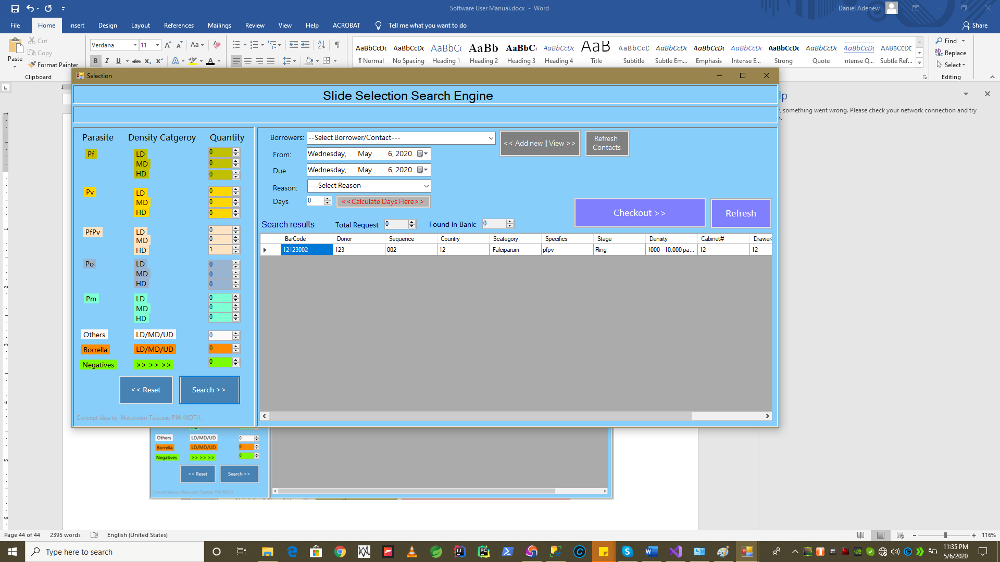 Software User Manual.docx - Word
Daniel Adenew
File Home Insert Design Layout References Mailings Review View Help ACROBAT Tell me what you want to do Share
Paste
Cut
Copy
Format Painter
Clipboard
Verdana 11 Aa
B I U abc x₂ x² A A
AaBbCcDc AaBbCcDc AaBbCc AaBb AaBbC AaBbCcDc AaB AaBbCcD AaBbCcDc AaBbCcDc AaBbCcDc AaBbCcDc AaBbCcDc AaBbCcDc AABBCCDE
¶ Normal No Spacing Heading 1 Heading 2 Heading 3 Heading 4 Title Subtitle Subtle Em... Emphasis Intense E... Strong Quote Intense Q... Subtle Ref...
Find
Replace
Select
Editing
lp
, something went wrong. Please check your network connection and try
n.
Selection
Slide Selection Search Engine
Parasite Density Catgeroy Quantity
Pf LD 0
MD 0
HD 0
Pv LD 0
MD 0
HD 0
PfPv LD 0
MD 0
HD 1
Po LD 0
MD 0
HD 0
Pm LD 0
MD 0
HD 0
Others LD/MD/UD 0
Borrella LD/MD/UD 0
Negatives >> >> >> 0
<< Reset Search >>
Concept Idea by Mekonnen Tadesse PMI/MDTA.
Borrowers: --Select Borrower/Contact---
<< Add new || View >>
Refresh
Contacts
From: Wednesday, May 6, 2020
Due Wednesday, May 6, 2020
Reason: ---Select Reason--
Days 0 <<Calculate Days Here>>
Checkout >> Refresh
Search results Total Request 0 Found in Bank: 0
BarCode Donor Sequence Country Scategory Specifics Stage Density Cabinet# Drawer
12123002 123 002 12 Falciparum pfpv Ring 1000 - 10,000 pa... 12 12
HD
Others LD/MD/UD 0
Borrella LD/MD/UD 0
Negatives >> >> >> 0
<< Reset Search >>
Concept Idea by Mekonnen Tadesse PMI/MDTA.
Page 44 of 44 2395 words English (United States) 116%
Type here to search
11:35 PM
5/6/2020